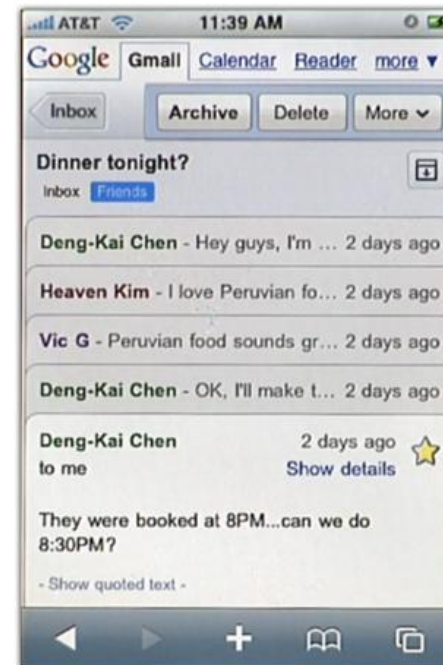 AT&T 11:39 AM
Google Gmail Calendar Reader more ▼
Inbox Archive Delete More
Dinner tonight?
Inbox Friends
Deng-Kai Chen - Hey guys, I'm ... 2 days ago
Heaven Kim - I love Peruvian fo... 2 days ago
Vic G - Peruvian food sounds gr... 2 days ago
Deng-Kai Chen - OK, I'll make t... 2 days ago
Deng-Kai Chen 2 days ago
to me Show details
They were booked at 8PM...can we do
8:30PM?
- Show quoted text -